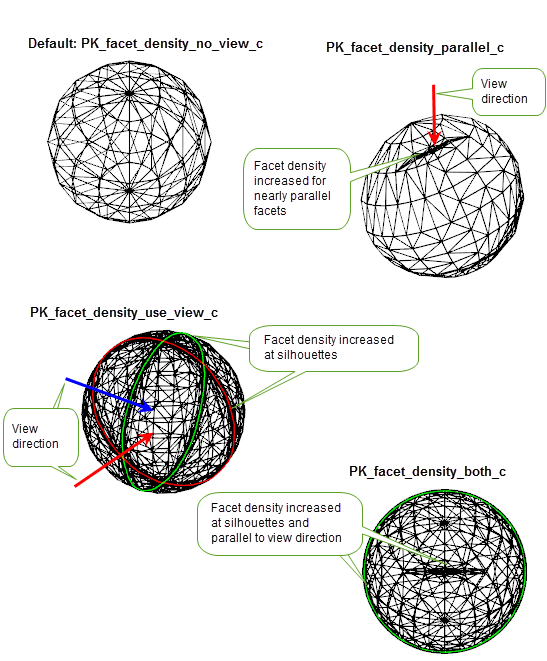 Default: PK_facet_density_no_view_c
PK_facet_density_parallel_c
View
direction
Facet density
increased for
nearly parallel
facets
PK_facet_density_use_view_c
Facet density increased
at silhouettes
View
direction
PK_facet_density_both_c
Facet density increased
at silhouettes and
parallel to view direction